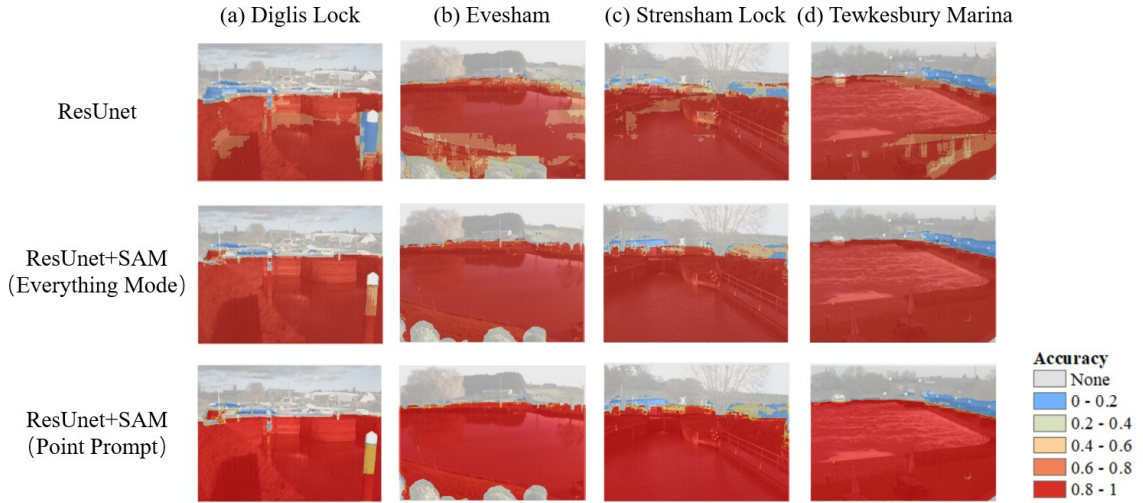 (a) Diglis Lock
(b) Evesham
(c) Strensham Lock
(d) Tewkesbury Marina
ResUnet
ResUnet+SAM
(Everything Mode)
ResUnet+SAM
(Point Prompt)
Accuracy
None
0 - 0.2
0.2 - 0.4
0.4 - 0.6
0.6 - 0.8
0.8 - 1